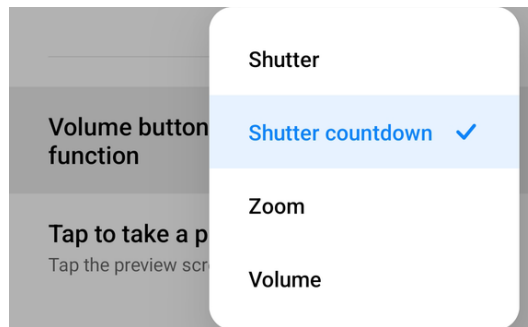 Shutter
Volume button
function
Shutter countdown
Zoom
Tap to take a p
Tap the preview scr
Volume